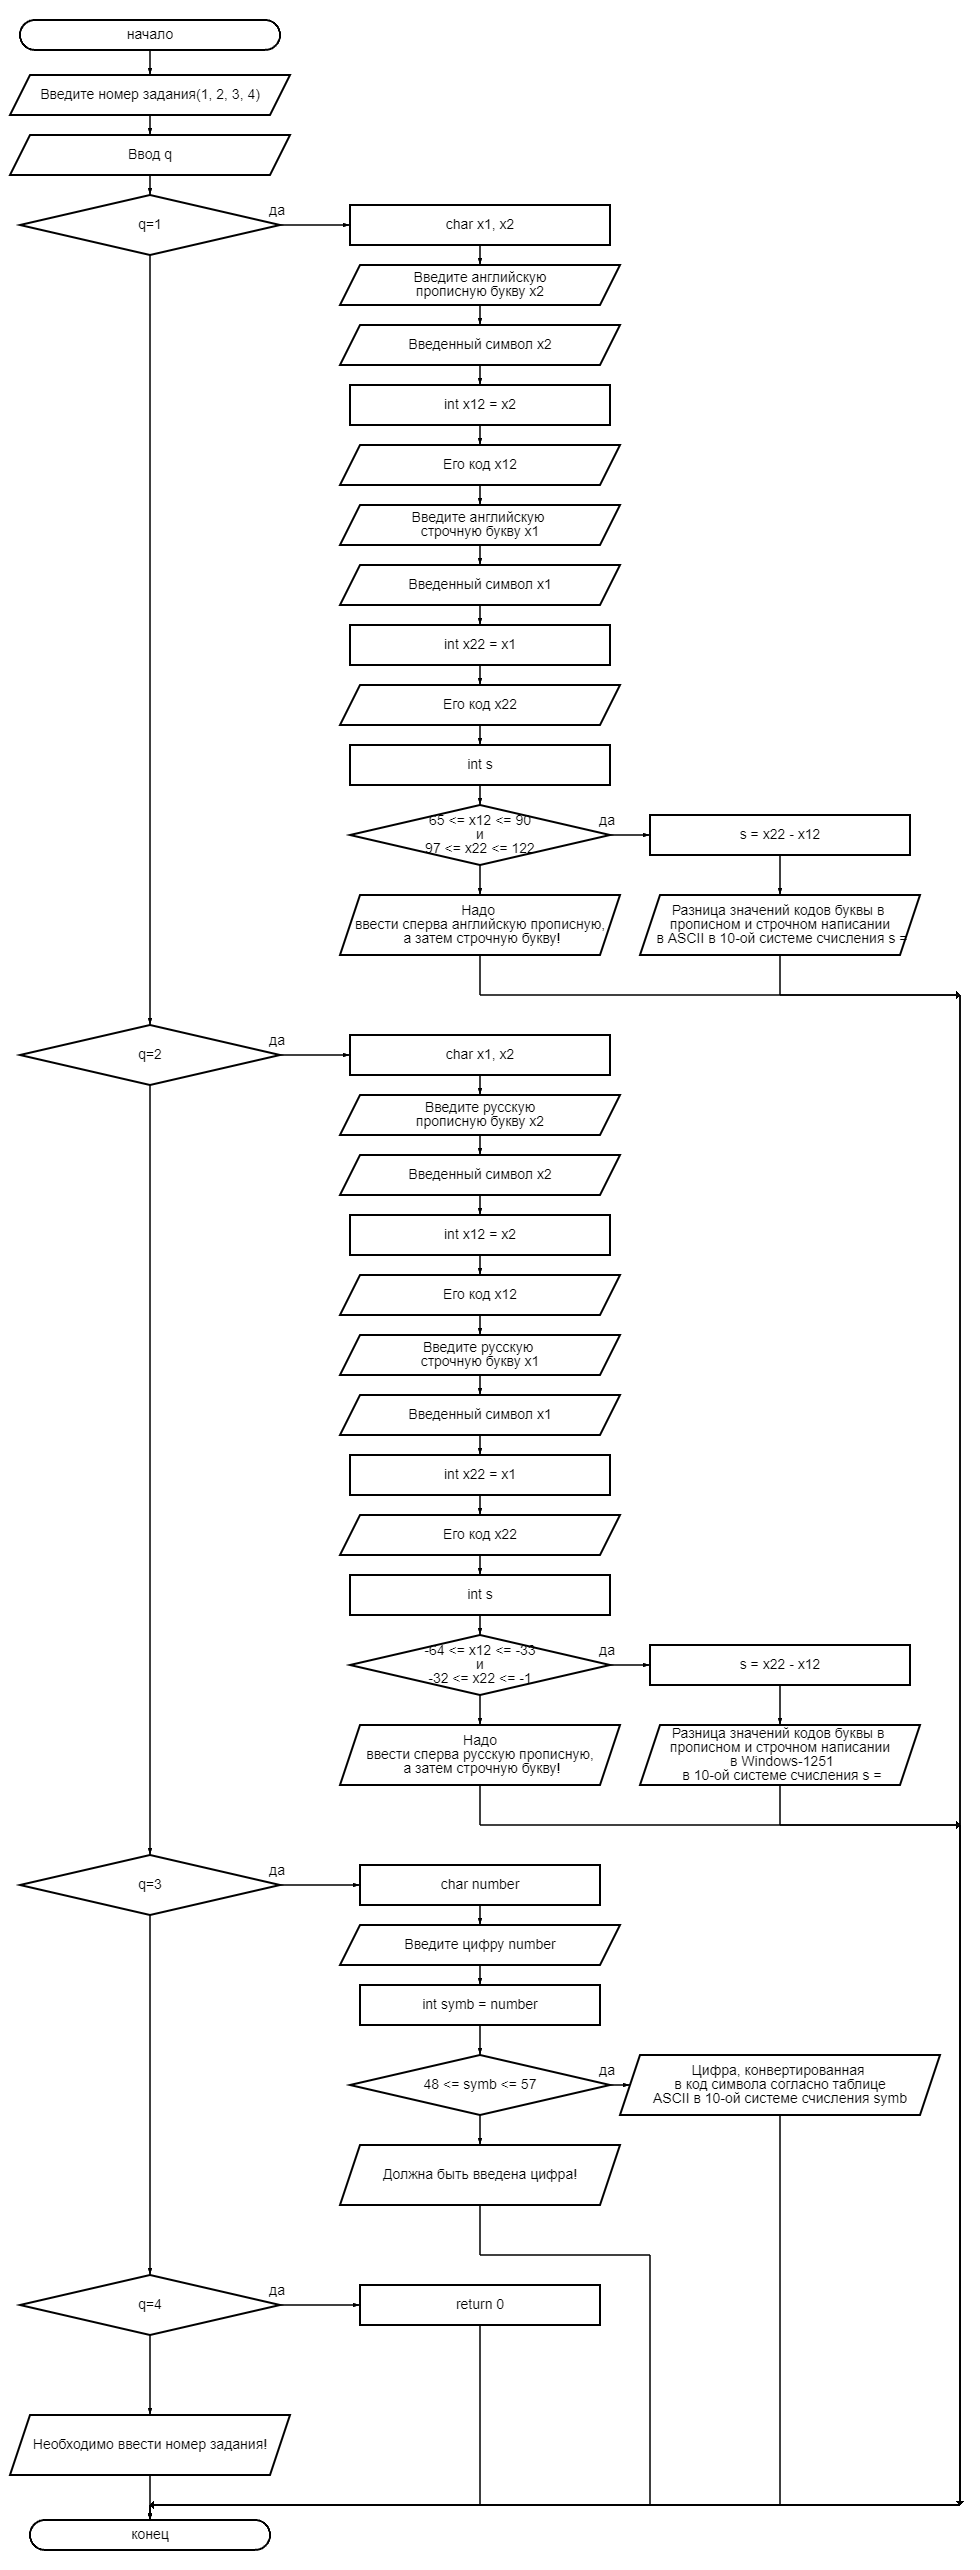 начало
Введите номер задания(1, 2, 3, 4)
Ввод q
q=1
да
char x1, x2
Введите английскую
прописную букву x2
Введенный символ x2
int x12 = x2
Его код x12
Введите английскую
строчную букву x1
Введенный символ x1
int x22 = x1
Его код x22
int s
65 <= x12 <= 90
и
97 <= x22 <= 122
да
s = x22 - x12
Надо
ввести сперва английскую прописную,
а затем строчную букву!
Разница значений кодов буквы в
прописном и строчном написании
в ASCII в 10-ой системе счисления s =
q=2
да
char x1, x2
Введите русскую
прописную букву x2
Введенный символ x2
int x12 = x2
Его код x12
Введите русскую
строчную букву x1
Введенный символ x1
int x22 = x1
Его код x22
int s
-64 <= x12 <= -33
и
-32 <= x22 <= -1
да
s = x22 - x12
Надо
ввести сперва русскую прописную,
а затем строчную букву!
Разница значений кодов буквы в
прописном и строчном написании
в Windows-1251
в 10-ой системе счисления s =
q=3
да
char number
Введите цифру number
int symb = number
48 <= symb <= 57
да
Цифра, конвертированная
в код символа согласно таблице
ASCII в 10-ой системе счисления symb
Должна быть введена цифра!
q=4
да
return 0
Необходимо ввести номер задания!
конец